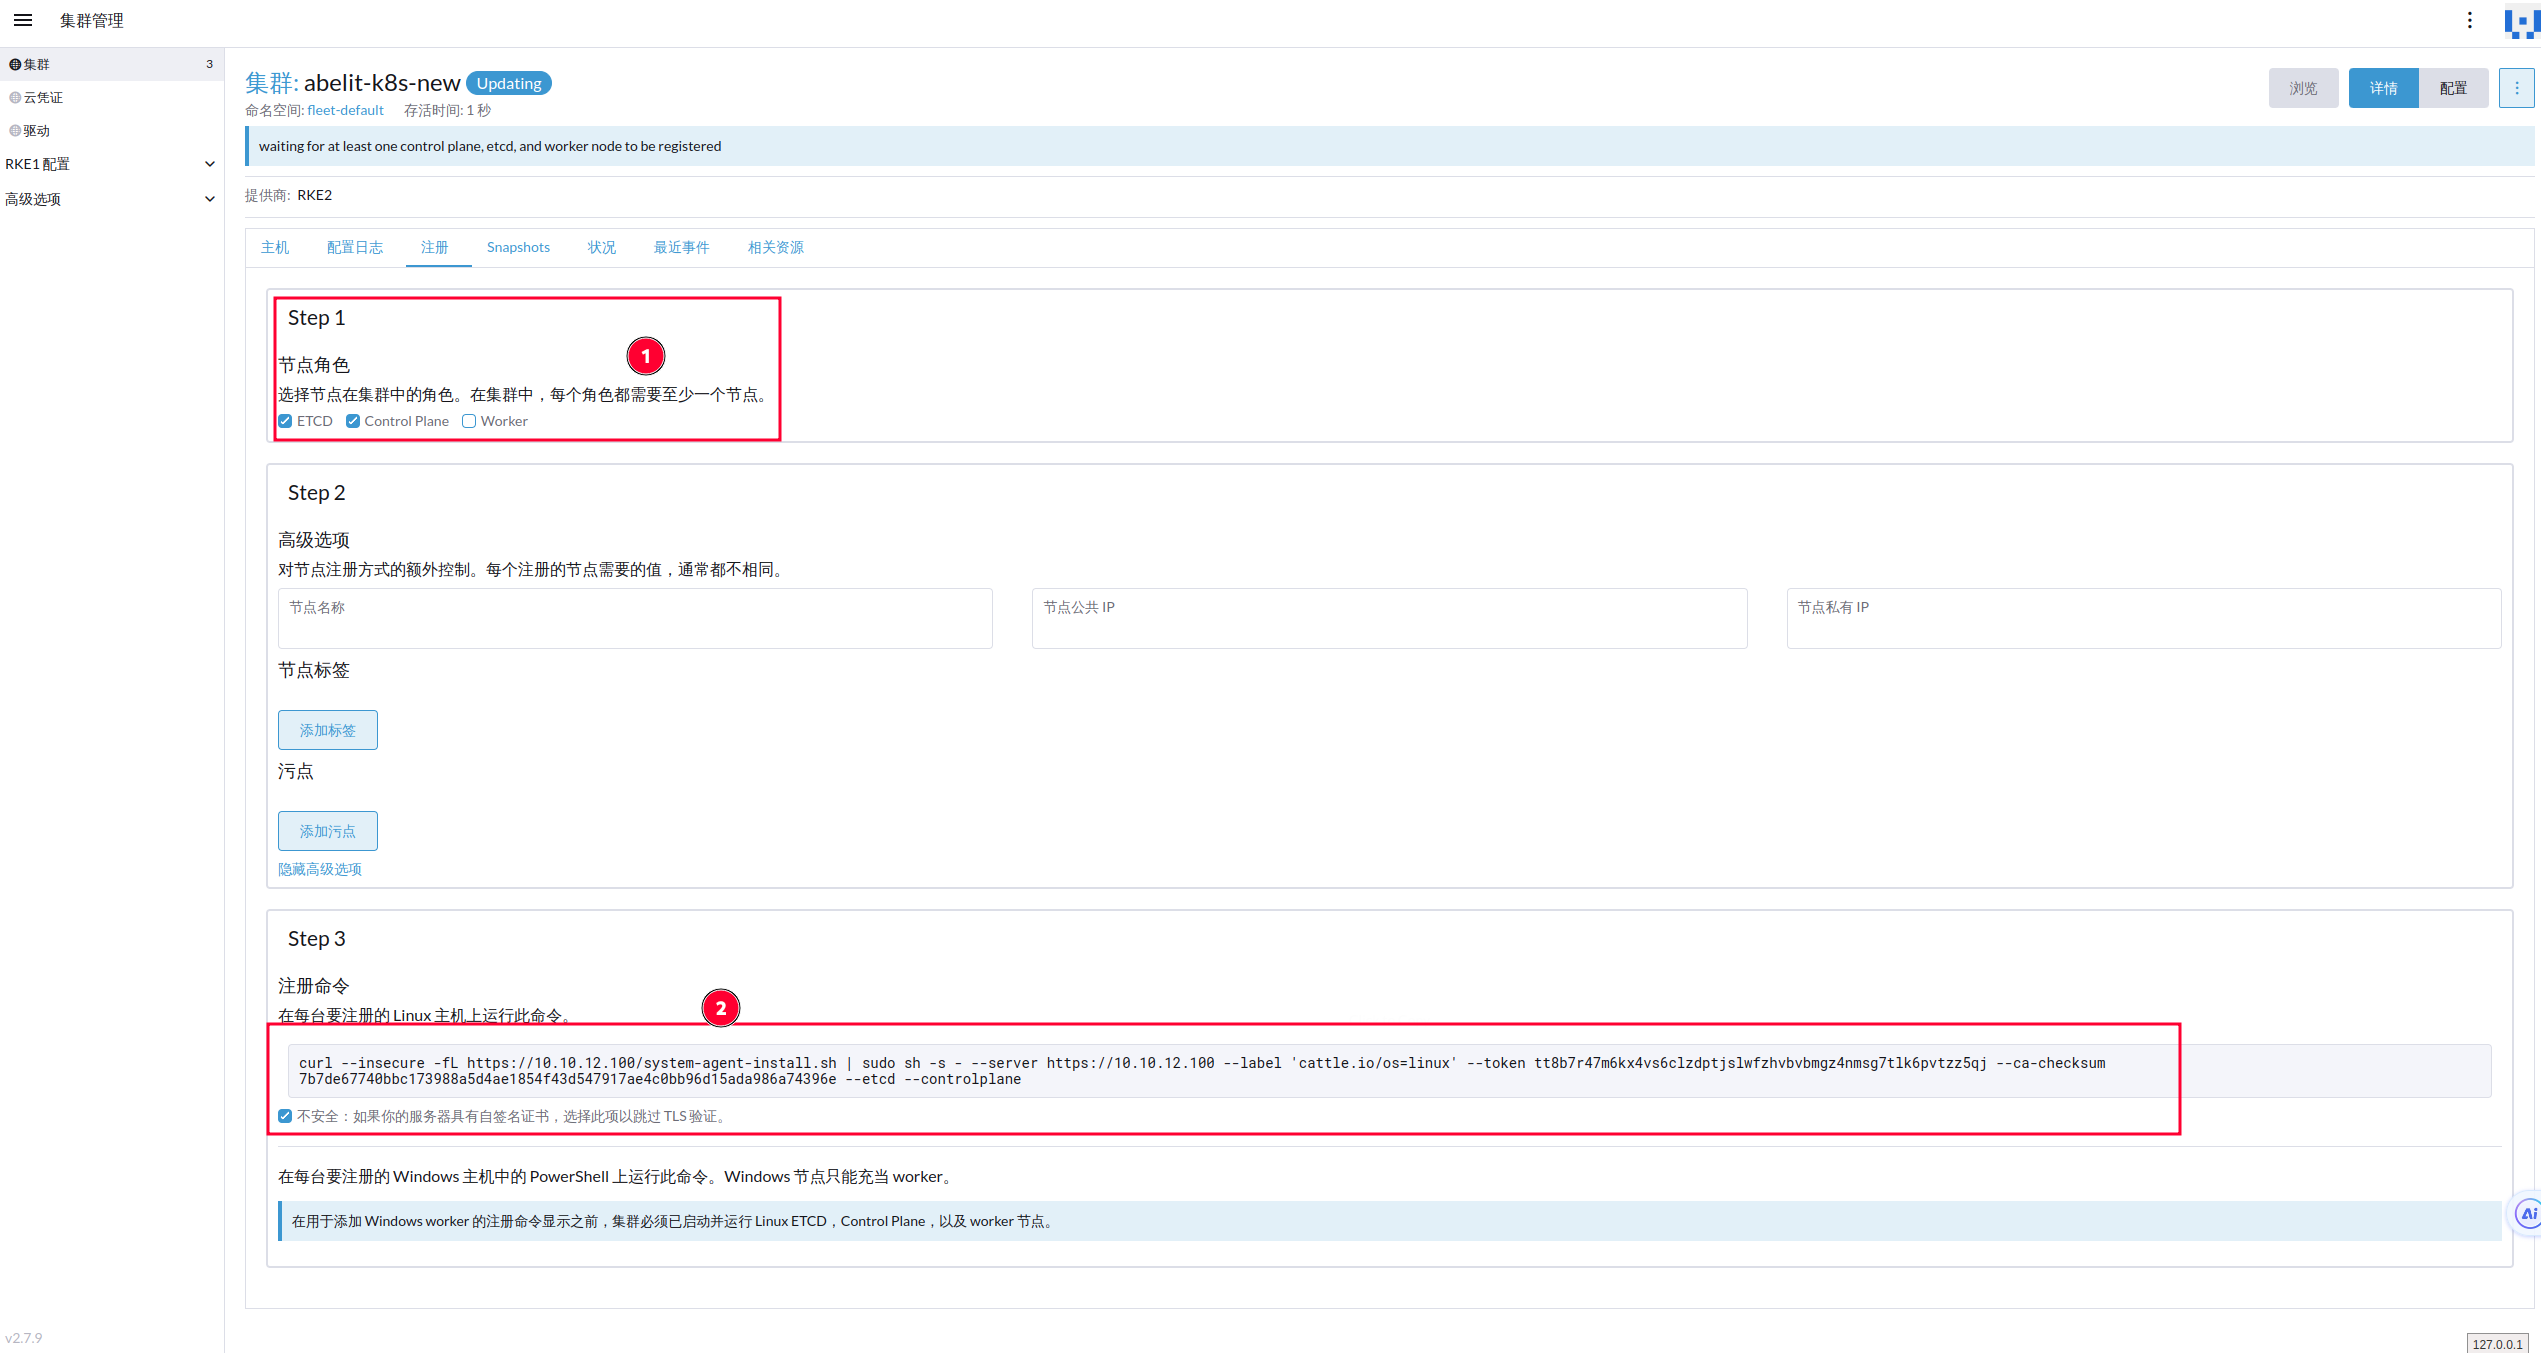 集群管理
集群 3
云凭证
驱动
RKE1 配置
高级选项
集群: abelit-k8s-new Updating
命名空间: fleet-default 存活时间: 1 秒
浏览 详情 配置
waiting for at least one control plane, etcd, and worker node to be registered
提供商: RKE2
主机 配置日志 注册 Snapshots 状况 最近事件 相关资源
Step 1
1
节点角色
选择节点在集群中的角色。在集群中，每个角色都需要至少一个节点。
ETCD Control Plane Worker
Step 2
高级选项
对节点注册方式的额外控制。每个注册的节点需要的值，通常都不相同。
节点名称 节点公共 IP 节点私有 IP
节点标签
添加标签
污点
添加污点
隐藏高级选项
Step 3
注册命令
2
在每台要注册的 Linux 主机上运行此命令。
curl --insecure -fL https://10.10.12.100/system-agent-install.sh | sudo sh -s - --server https://10.10.12.100 --label 'cattle.io/os=linux' --token tt8b7r47m6kx4vs6clzdptjslwfzhvbvbmgz4nmsg7tlk6pvtzz5qj --ca-checksum
7b7de67740bbc173988a5d4ae1854f43d547917ae4c0bb96d15ada986a74396e --etcd --controlplane
不安全：如果你的服务器具有自签名证书，选择此项以跳过 TLS 验证。
在每台要注册的 Windows 主机中的 PowerShell 上运行此命令。Windows 节点只能充当 worker。
在用于添加 Windows worker 的注册命令显示之前，集群必须已启动并运行 Linux ETCD，Control Plane，以及 worker 节点。
Ai
v2.7.9
127.0.0.1